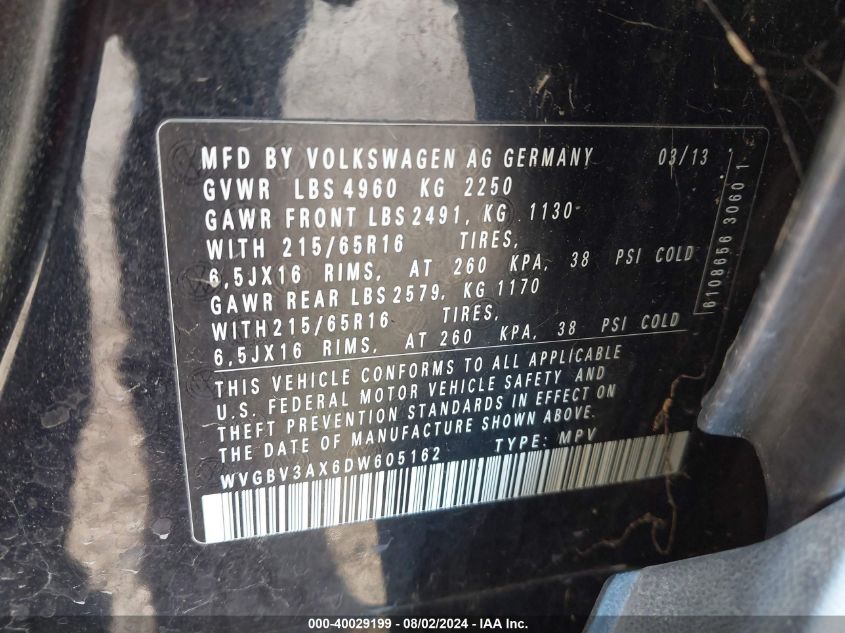 MFD BY VOLKSWAGEN AG GERMANY 03/13
GVWR LBS 4960 KG 2250
GAWR FRONT LBS 2491, KG 1130
WITH 215/65R16 TIRES,
6,5JX16 RIMS, AT 260 KPA, 38 PSI COLD
GAWR REAR LBS 2579, KG 1170
WITH 215/65R16 TIRES,
6,5JX16 RIMS, AT 260 KPA, 38 PSI COLD
THIS VEHICLE CONFORMS TO ALL APPLICABLE
U.S. FEDERAL MOTOR VEHICLE SAFETY AND
THEFT PREVENTION STANDARDS IN EFFECT ON
THE DATE OF MANUFACTURE SHOWN ABOVE.
WVGBV3AX6DW605162 TYPE: MPV
6108656 3060 1
000-40029199 - 08/02/2024 - IAA Inc.